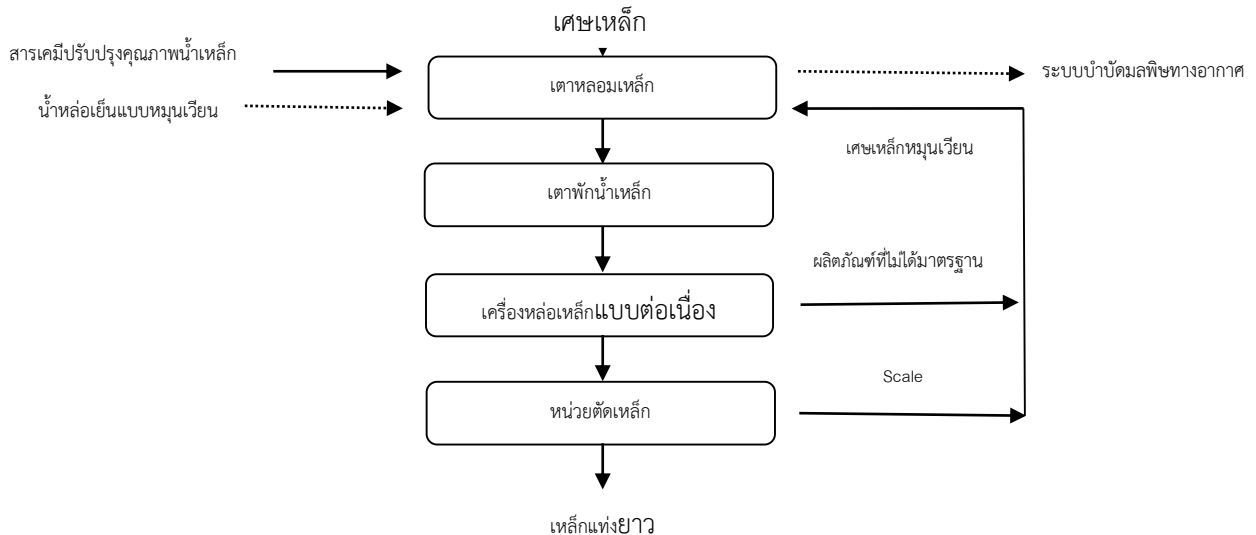 เศษเหล็ก
สารเคมีปรับปรุงคุณภาพน้ำเหล็ก
เตาหลอมเหล็ก
ระบบบำบัดมลพิษทางอากาศ
น้ำหล่อเย็นแบบหมุนเวียน
เศษเหล็กหมุนเวียน
เตาพักน้ำเหล็ก
ผลิตภัณฑ์ที่ไม่ได้มาตรฐาน
เครื่องหล่อเหล็กแบบต่อเนื่อง
Scale
หน่วยตัดเหล็ก
เหล็กแท่งยาว